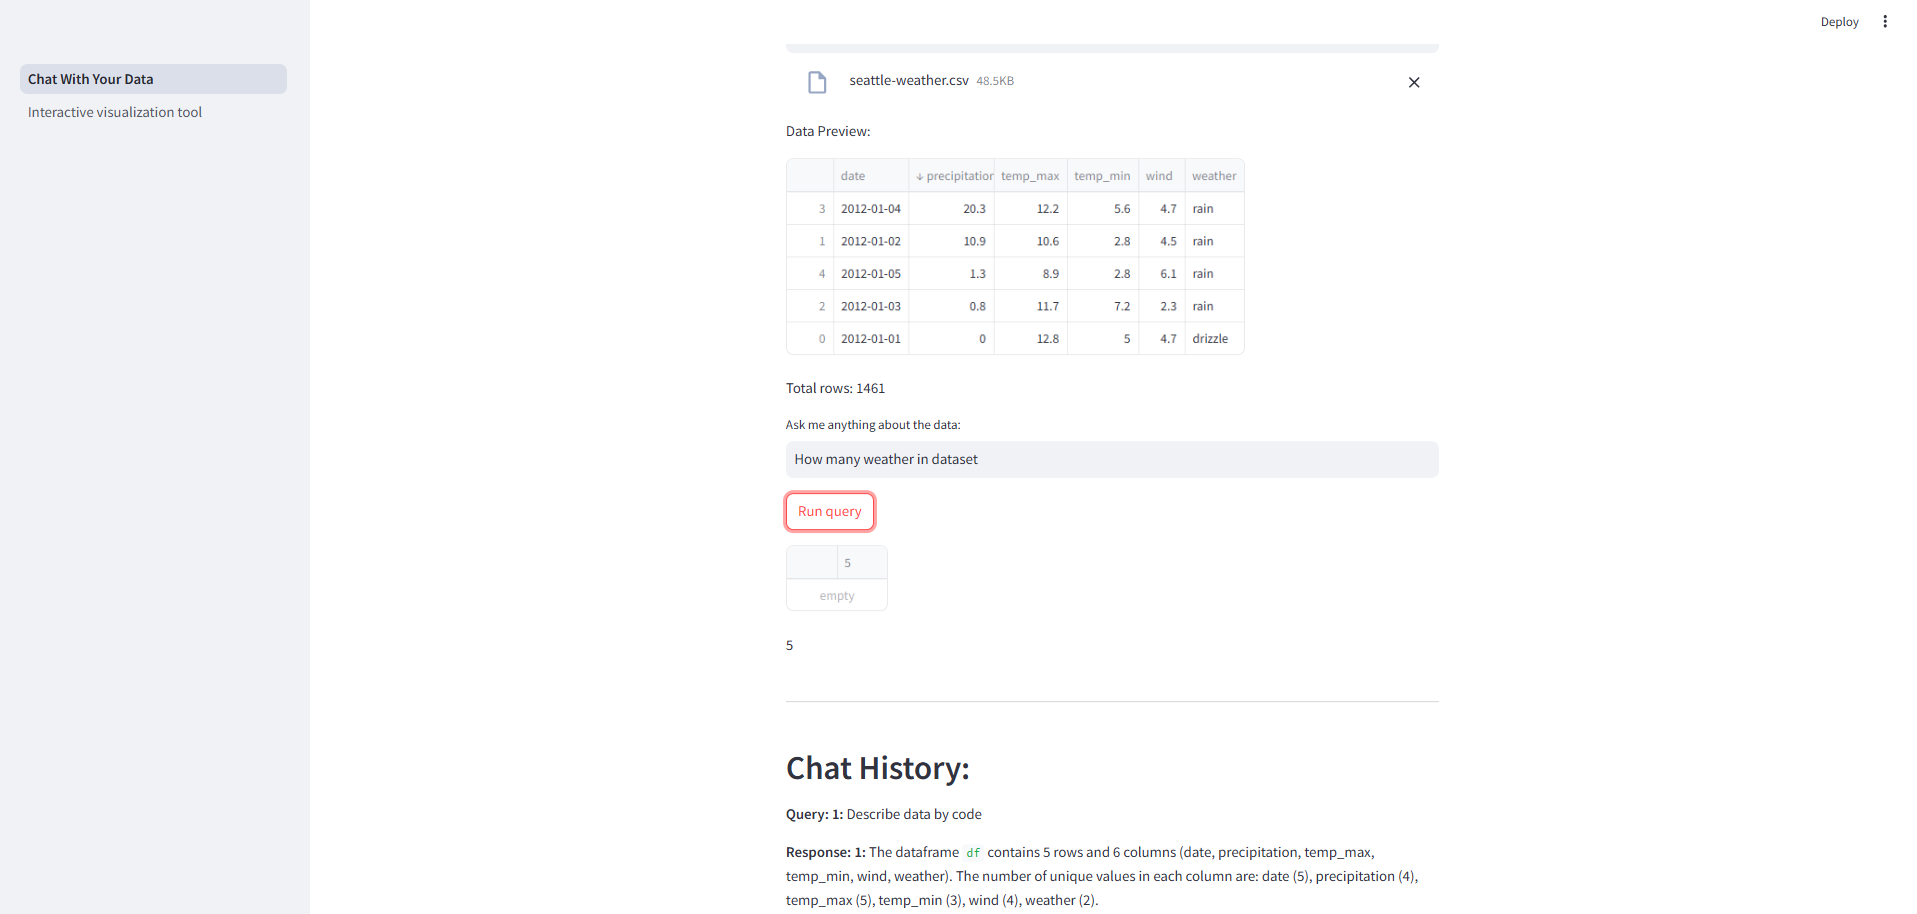 Deploy
Chat With Your Data
Interactive visualization tool
seattle-weather.csv 48.5KB
Data Preview:
date ↓ precipitation temp_max temp_min wind weather
3 2012-01-04 20.3 12.2 5.6 4.7 rain
1 2012-01-02 10.9 10.6 2.8 4.5 rain
4 2012-01-05 1.3 8.9 2.8 6.1 rain
2 2012-01-03 0.8 11.7 7.2 2.3 rain
0 2012-01-01 0 12.8 5 4.7 drizzle
Total rows: 1461
Ask me anything about the data:
How many weather in dataset
Run query
5
empty
5
Chat History:
Query: 1: Describe data by code
Response: 1: The dataframe df contains 5 rows and 6 columns (date, precipitation, temp_max,
temp_min, wind, weather). The number of unique values in each column are: date (5), precipitation (4),
temp_max (5), temp_min (3), wind (4), weather (2).